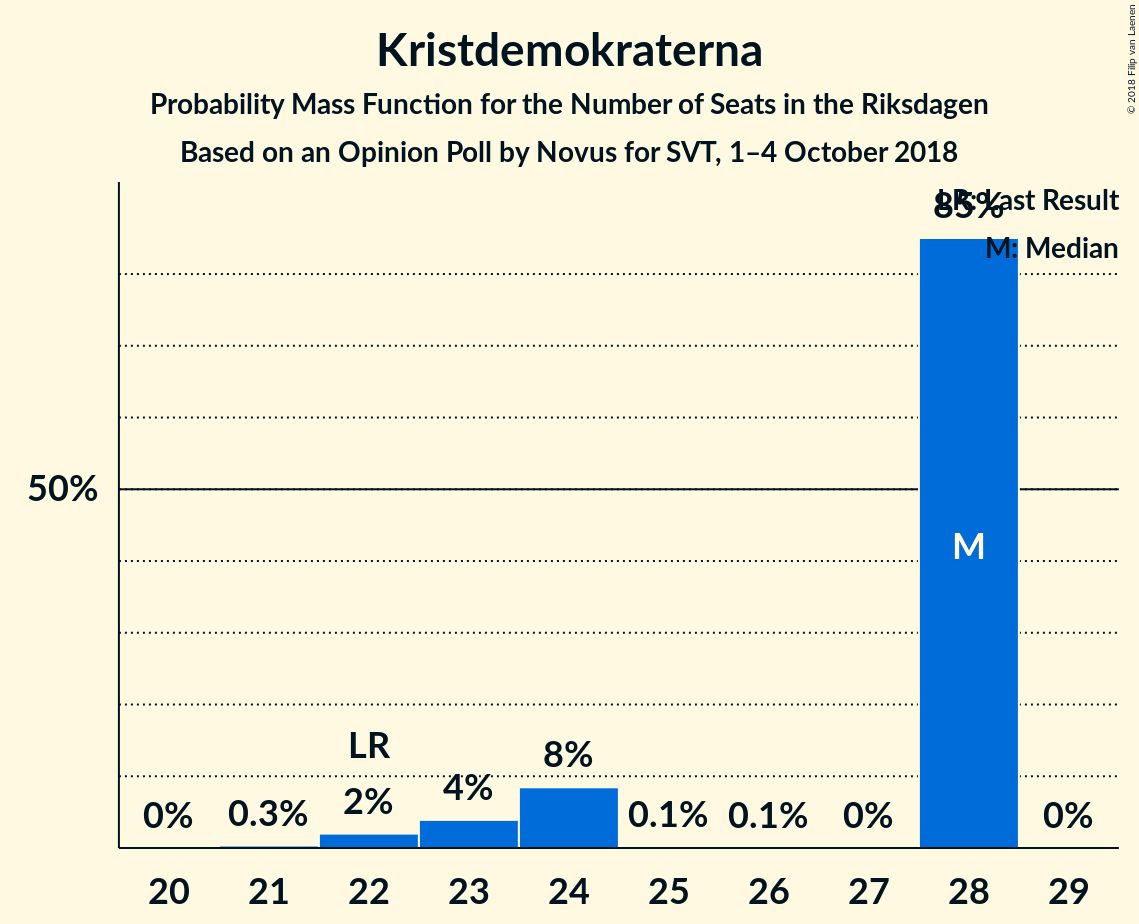 Kristdemokraterna
Probability Mass Function for the Number of Seats in the Riksdagen
Based on an Opinion Poll by Novus for SVT, 1–4 October 2018
© 2018 Filip van Laenen
LR: Last Result
85%
M: Median
50%
M
LR
0%
0.3%
2%
4%
8%
0.1%
0.1%
0%
0%
20 21 22 23 24 25 26 27 28 29